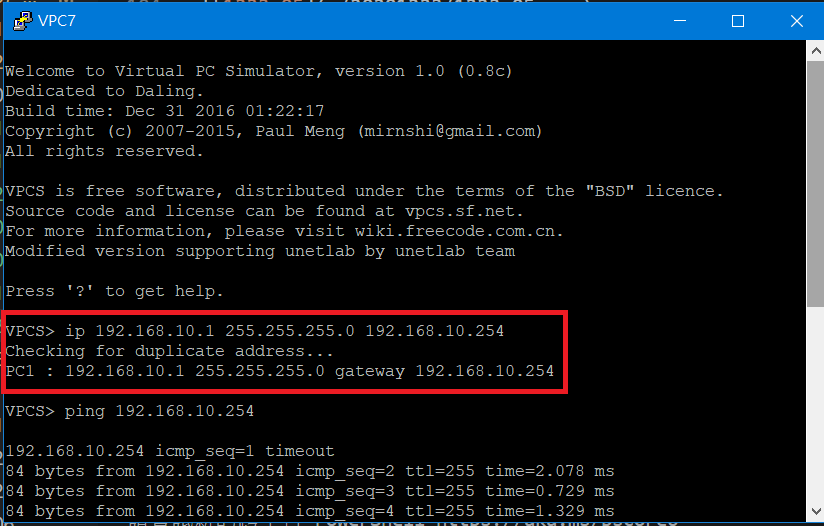 VPC7
Welcome to Virtual PC Simulator, version 1.0 (0.8c)
Dedicated to Daling.
Build time: Dec 31 2016 01:22:17
Copyright (c) 2007-2015, Paul Meng (mirnshi@gmail.com)
All rights reserved.
VPCS is free software, distributed under the terms of the "BSD" licence.
Source code and license can be found at vpcs.sf.net.
For more information, please visit wiki.freecode.com.cn.
Modified version supporting unetlab by unetlab team
Press '?' to get help.
VPCS> ip 192.168.10.1 255.255.255.0 192.168.10.254
Checking for duplicate address...
PC1 : 192.168.10.1 255.255.255.0 gateway 192.168.10.254
VPCS> ping 192.168.10.254
192.168.10.254 icmp_seq=1 timeout
84 bytes from 192.168.10.254 icmp_seq=2 ttl=255 time=2.078 ms
84 bytes from 192.168.10.254 icmp_seq=3 ttl=255 time=0.729 ms
84 bytes from 192.168.10.254 icmp_seq=4 ttl=255 time=1.329 ms